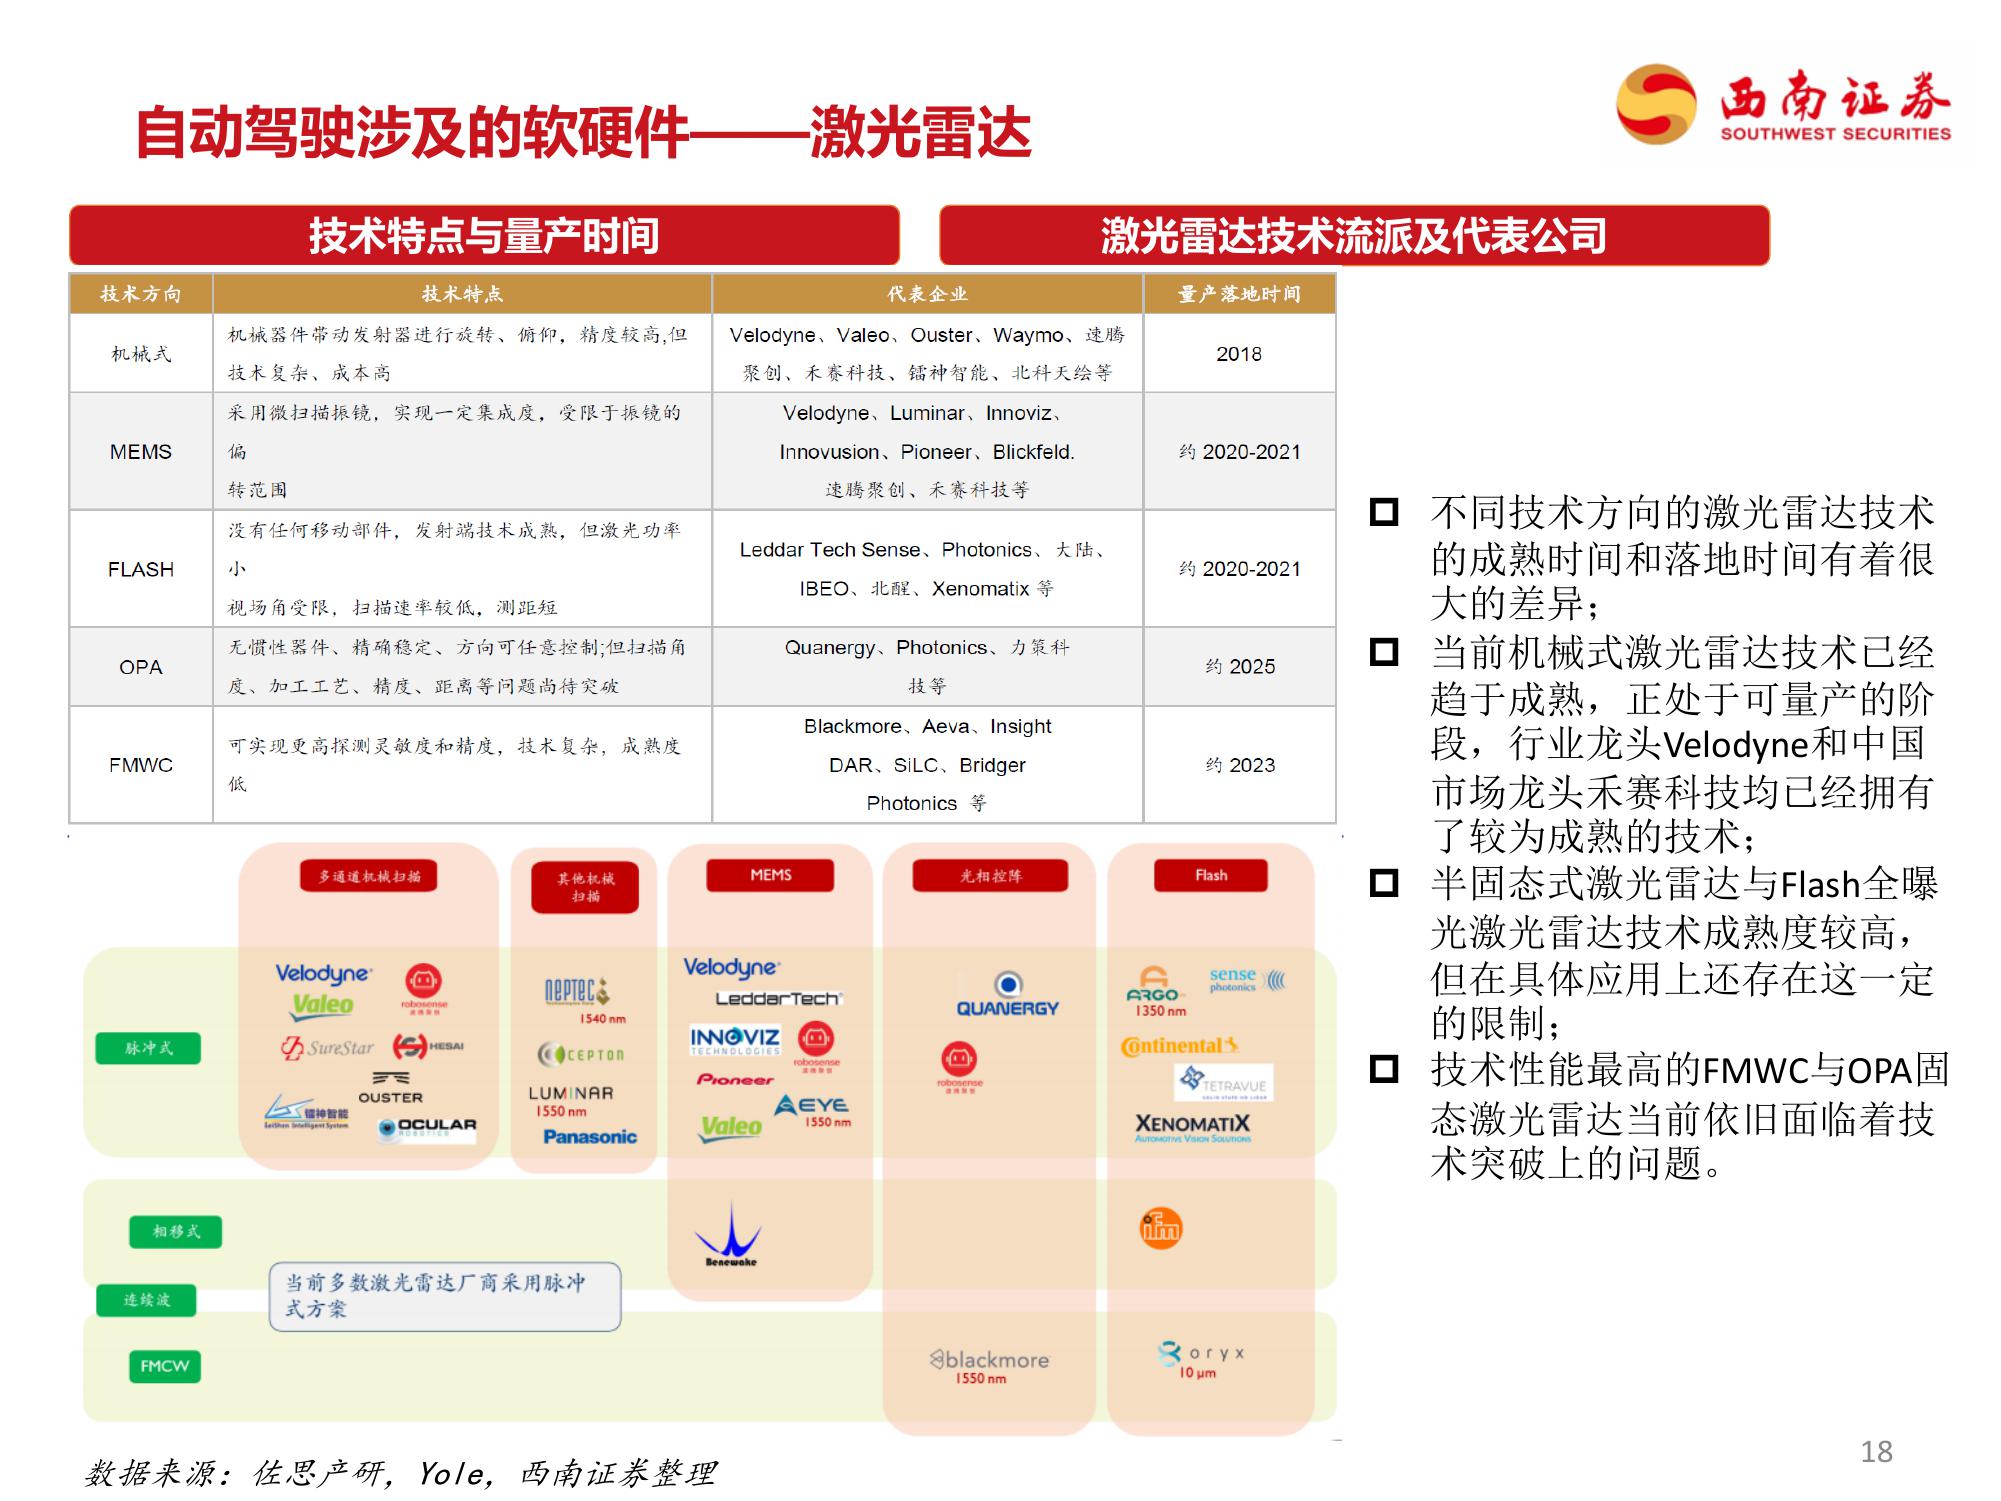 西南证券
SOUTHWEST SECURITIES
自动驾驶涉及的软硬件——激光雷达
技术特点与量产时间
激光雷达技术流派及代表公司
技术方向 技术特点 代表企业 量产落地时间
机械式
机械器件带动发射器进行旋转、俯仰，精度较高,但
技术复杂、成本高
Velodyne、Valeo、Ouster、Waymo、速腾
聚创、禾赛科技、镭神智能、北科天绘等
2018
MEMS
采用微扫描振镜，实现一定集成度，受限于振镜的
偏
转范围
Velodyne、Luminar、Innoviz、
Innovusion、Pioneer、Blickfeld.
速腾聚创、禾赛科技等
约 2020-2021
FLASH
没有任何移动部件，发射端技术成熟，但激光功率
小
视场角受限，扫描速率较低，测距短
Leddar Tech Sense、Photonics、大陆、
IBEO、北醒、Xenomatix 等
约 2020-2021
OPA
无惯性器件、精确稳定、方向可任意控制;但扫描角
度、加工工艺、精度、距离等问题尚待突破
Quanergy、Photonics、力策科
技等
约 2025
FMWC
可实现更高探测灵敏度和精度，技术复杂，成熟度
低
Blackmore、Aeva、Insight
DAR、SiLC、Bridger
Photonics 等
约 2023
不同技术方向的激光雷达技术
的成熟时间和落地时间有着很
大的差异；
当前机械式激光雷达技术已经
趋于成熟，正处于可量产的阶
段，行业龙头Velodyne和中国
市场龙头禾赛科技均已经拥有
了较为成熟的技术；
半固态式激光雷达与Flash全曝
光激光雷达技术成熟度较高，
但在具体应用上还存在这一定
的限制；
技术性能最高的FMWC与OPA固
态激光雷达当前依旧面临着技
术突破上的问题。
多通道机械扫描
其他机械
扫描
MEMS
光相控阵
Flash
脉冲式
Velodyne
Valeo
robosense
速腾聚创
SureStar
HESAI
OUSTER
镭神智能
LeiShen Intelligent System
OCULAR
ROBOTICS
NEPTEC
Technologies Corp.
1540 nm
CEPTON
LUMINAR
1550 nm
Panasonic
Velodyne
LeddarTech
INNOVIZ
TECHNOLOGIES
robosense
速腾聚创
Pioneer
AEYE
1550 nm
Valeo
QUANERGY
robosense
速腾聚创
ARGO
1350 nm
sense
photonics
Continental
TETRAVUE
SOLID STATE HD LIDAR
XENOMATIX
AUTOMOTIVE VISION SOLUTIONS
相移式
Benewake
ifm
连续波
当前多数激光雷达厂商采用脉冲
式方案
FMCW
blackmore
1550 nm
oryx
10 μm
数据来源：佐思产研，Yole，西南证券整理
18